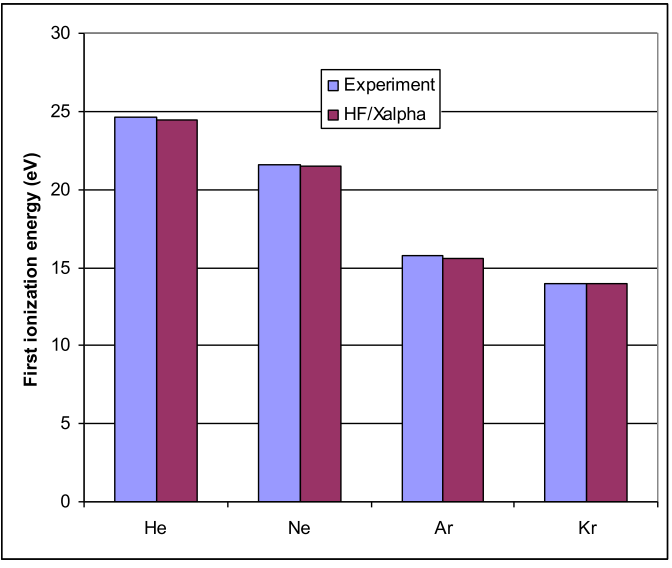 30
25
20
15
10
5
0
First ionization energy (eV)
Experiment
HF/Xalpha
He Ne Ar Kr